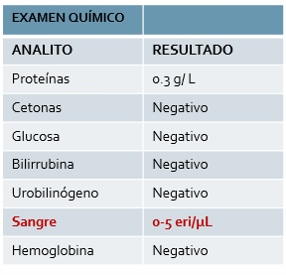 EXAMEN QUÍMICO
ANALITO RESULTADO
Proteínas 0.3 g/ L
Cetonas Negativo
Glucosa Negativo
Bilirrubina Negativo
Urobilinógeno Negativo
Sangre 0-5 eri/µL
Hemoglobina Negativo